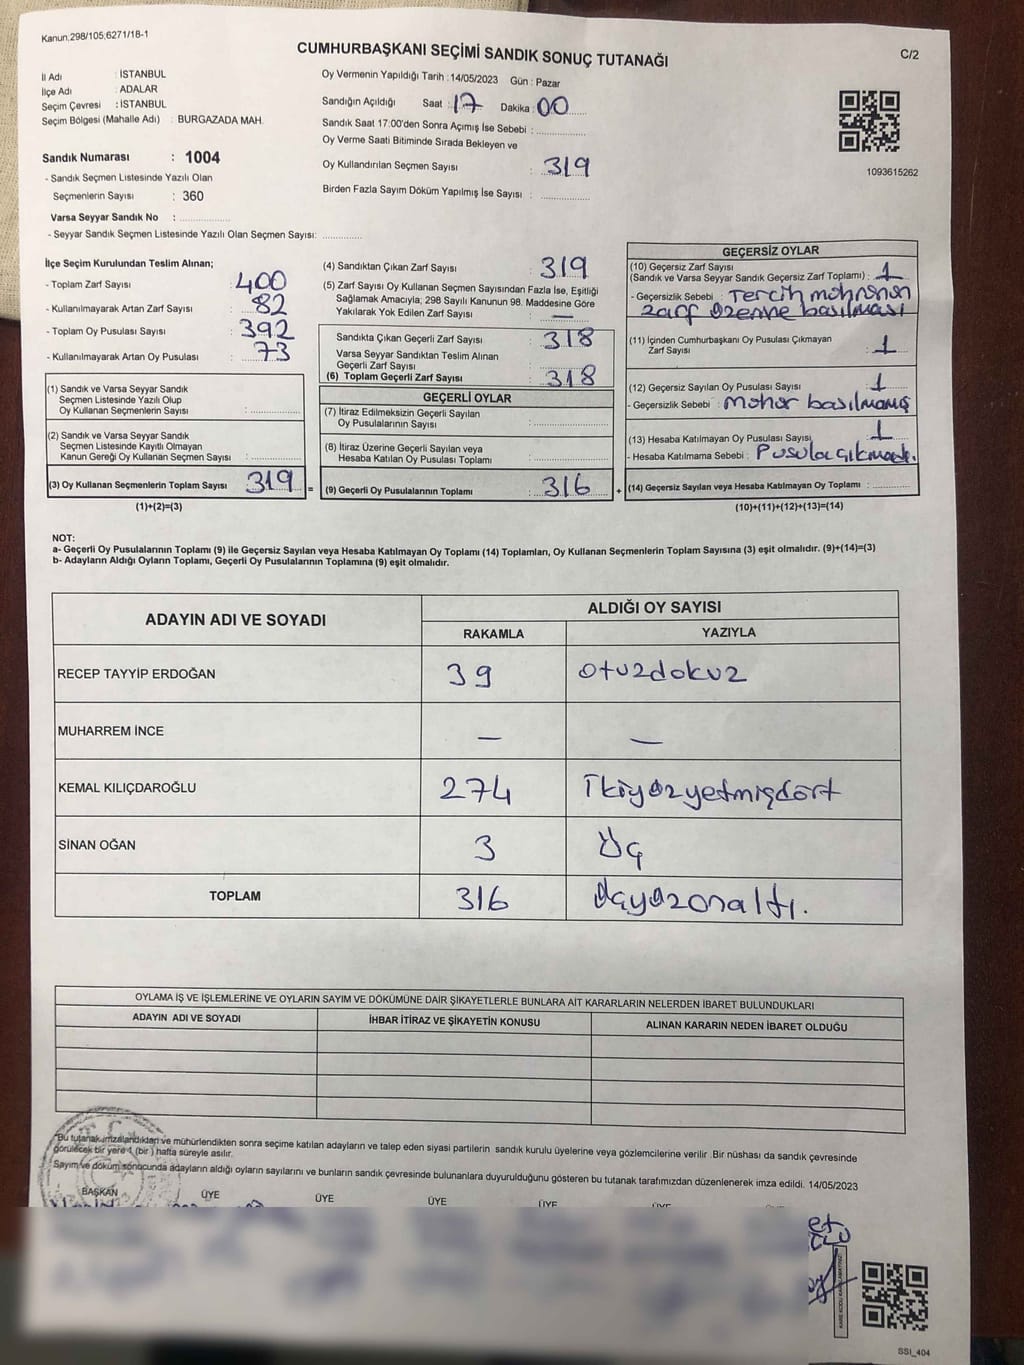 Kanun:298/105,6271/18-1
CUMHURBAŞKANI SEÇİMİ SANDIK SONUÇ TUTANAĞI
C/2
İl Adı : İSTANBUL
İlçe Adı : ADALAR
Seçim Çevresi : İSTANBUL
Seçim Bölgesi (Mahalle Adı) : BURGAZADA MAH.
Sandık Numarası : 1004
- Sandık Seçmen Listesinde Yazılı Olan
Seçmenlerin Sayısı : 360
Varsa Seyyar Sandık No :
- Seyyar Sandık Seçmen Listesinde Yazılı Olan Seçmen Sayısı:
Oy Vermenin Yapıldığı Tarih : 14/05/2023 Gün : Pazar
Sandığın Açıldığı Saat : 17 Dakika : 00
Sandık Saat 17:00'den Sonra Açımış İse Sebebi :
Oy Verme Saati Bitiminde Sırada Bekleyen ve
Oy Kullandırılan Seçmen Sayısı : 319
Birden Fazla Sayım Döküm Yapılmış İse Sayısı :
1093615262
İlçe Seçim Kurulundan Teslim Alınan;
- Toplam Zarf Sayısı : 400
- Kullanılmayarak Artan Zarf Sayısı : 82
- Toplam Oy Pusulası Sayısı : 392
- Kullanılmayarak Artan Oy Pusulası : 73
(1) Sandık ve Varsa Seyyar Sandık
Seçmen Listesinde Yazılı Olup
Oy Kullanan Seçmenlerin Sayısı :
(2) Sandık ve Varsa Seyyar Sandık
Seçmen Listesinde Kayıtlı Olmayan
Kanun Gereği Oy Kullanan Seçmen Sayısı :
(3) Oy Kullanan Seçmenlerin Toplam Sayısı 319 =
(1)+(2)=(3)
(4) Sandıktan Çıkan Zarf Sayısı : 319
(5) Zarf Sayısı Oy Kullanan Seçmen Sayısından Fazla İse, Eşitliği
Sağlamak Amacıyla; 298 Sayılı Kanunun 98. Maddesine Göre
Yakılarak Yok Edilen Zarf Sayısı : —
Sandıkta Çıkan Geçerli Zarf Sayısı : 318
Varsa Seyyar Sandıktan Teslim Alınan
Geçerli Zarf Sayısı :
(6) Toplam Geçerli Zarf Sayısı : 318
GEÇERLİ OYLAR
(7) İtiraz Edilmeksizin Geçerli Sayılan
Oy Pusulalarının Sayısı :
(8) İtiraz Üzerine Geçerli Sayılan veya
Hesaba Katılan Oy Pusulası Toplamı :
(9) Geçerli Oy Pusulalarının Toplamı : 316 +
GEÇERSİZ OYLAR
(10) Geçersiz Zarf Sayısı
(Sandık ve Varsa Seyyar Sandık Geçersiz Zarf Toplamı) : 1
- Geçersizlik Sebebi : Tercih mührünün
zarf üzerine basılması
(11) İçinden Cumhurbaşkanı Oy Pusulası Çıkmayan
Zarf Sayısı : 1
(12) Geçersiz Sayılan Oy Pusulası Sayısı : 1
- Geçersizlik Sebebi : mühür basılmamış
(13) Hesaba Katılmayan Oy Pusulası Sayısı : 1
- Hesaba Katılmama Sebebi : Pusula çıkmadı.
(14) Geçersiz Sayılan veya Hesaba Katılmayan Oy Toplamı :
(10)+(11)+(12)+(13)=(14)
NOT:
a- Geçerli Oy Pusulalarının Toplamı (9) ile Geçersiz Sayılan veya Hesaba Katılmayan Oy Toplamı (14) Toplamları, Oy Kullanan Seçmenlerin Toplam Sayısına (3) eşit olmalıdır. (9)+(14)=(3)
b- Adayların Aldığı Oyların Toplamı, Geçerli Oy Pusulalarının Toplamına (9) eşit olmalıdır.
ADAYIN ADI VE SOYADI
ALDIĞI OY SAYISI
RAKAMLA YAZIYLA
RECEP TAYYİP ERDOĞAN 39 otuzdokuz
MUHARREM İNCE — —
KEMAL KILIÇDAROĞLU 274 İkiyüzyetmişdört
SİNAN OĞAN 3 Üç
TOPLAM 316 üçyüzonaltı.
OYLAMA İŞ VE İŞLEMLERİNE VE OYLARIN SAYIM VE DÖKÜMÜNE DAİR ŞİKAYETLERLE BUNLARA AİT KARARLARIN NELERDEN İBARET BULUNDUKLARI
ADAYIN ADI VE SOYADI İHBAR İTİRAZ VE ŞİKAYETİN KONUSU ALINAN KARARIN NEDEN İBARET OLDUĞU
*Bu tutanak imzalandıktan ve mühürlendikten sonra seçime katılan adayların ve talep eden siyasi partilerin sandık kurulu üyelerine veya gözlemcilerine verilir .Bir nüshası da sandık çevresinde
görülecek bir yere 1 (bir ) hafta süreyle asılır.
Sayım ve döküm sonucunda adayların aldığı oyların sayılarını ve bunların sandık çevresinde bulunanlara duyurulduğunu gösteren bu tutanak tarafımızdan düzenlenerek imza edildi. 14/05/2023
BAŞKAN ÜYE ÜYE ÜYE ÜYE ÜYE
SSİ_404